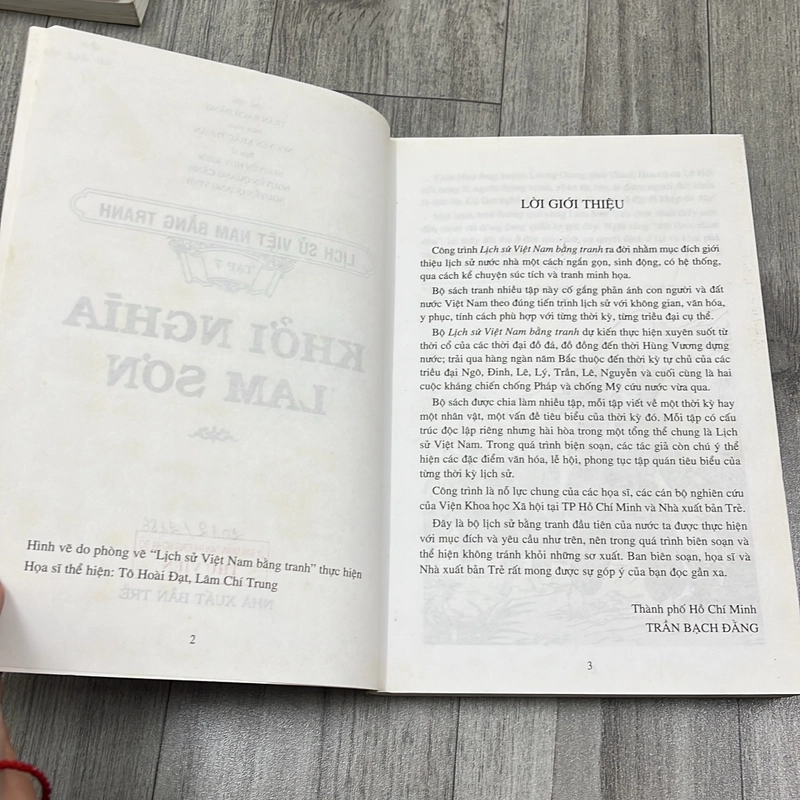 Hình vẽ do phòng vẽ “Lịch sử Việt Nam bằng tranh” thực hiện
Họa sĩ thể hiện: Tô Hoài Đạt, Lâm Chí Trung
2
LỜI GIỚI THIỆU
Công trình Lịch sử Việt Nam bằng tranh ra đời nhằm mục đích giới
thiệu lịch sử nước nhà một cách ngắn gọn, sinh động, có hệ thống,
qua cách kể chuyện súc tích và tranh minh họa.
Bộ sách tranh nhiều tập này cố gắng phản ánh con người và đất
nước Việt Nam theo đúng tiến trình lịch sử với không gian, văn hóa,
y phục, tính cách phù hợp với từng thời kỳ, từng triều đại cụ thể.
Bộ Lịch sử Việt Nam bằng tranh dự kiến thực hiện xuyên suốt từ
thời cổ của các thời đại đồ đá, đồ đồng đến thời Hùng Vương dựng
nước; trải qua hàng ngàn năm Bắc thuộc đến thời kỳ tự chủ của các
triều đại Ngô, Đinh, Lê, Lý, Trần, Lê, Nguyễn và cuối cùng là hai
cuộc kháng chiến chống Pháp và chống Mỹ cứu nước vừa qua.
Bộ sách được chia làm nhiều tập, mỗi tập viết về một thời kỳ hay
một nhân vật, một vấn đề tiêu biểu của thời kỳ đó. Mỗi tập có cấu
trúc độc lập riêng nhưng hài hòa trong một tổng thể chung là Lịch
sử Việt Nam. Trong quá trình biện soạn, các tác giả còn chú ý thể
hiện các đặc điểm văn hóa, lễ hội, phong tục tập quán tiêu biểu của
từng thời kỳ lịch sử.
Công trình là nỗ lực chung của các họa sĩ, các cán bộ nghiên cứu
của Viện Khoa học Xã hội tại TP Hồ Chí Minh và Nhà xuất bản Trẻ.
Đây là bộ lịch sử bằng tranh đầu tiên của nước ta được thực hiện
với mục đích và yêu cầu như trên, nên trong quá trình biên soạn và
thể hiện không tránh khỏi những sơ xuất. Ban biên soạn, họa sĩ và
Nhà xuất bản Trẻ rất mong được sự góp ý của bạn đọc gần xa.
Thành phố Hồ Chí Minh
TRẦN BẠCH ĐẰNG
3
LỊCH SỬ VIỆT NAM BẰNG TRANH
TẬP 7
KHỞI NGHĨA
LAM SƠN
NHÀ XUẤT BẢN TRẺ